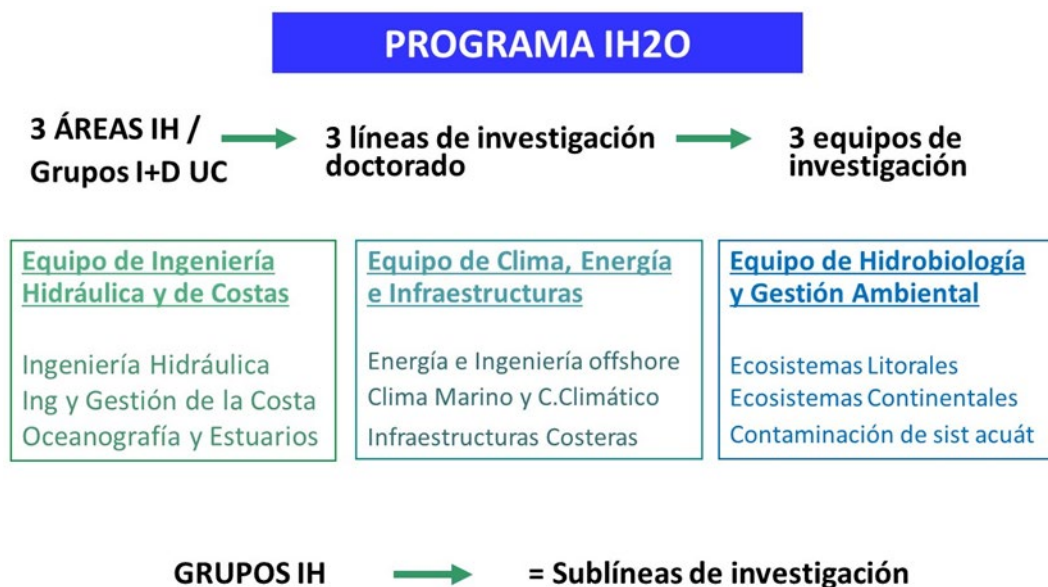 PROGRAMA IH2O
3 ÁREAS IH /
Grupos I+D UC
3 líneas de investigación
doctorado
3 equipos de
investigación
Equipo de Ingeniería
Hidráulica y de Costas
Ingeniería Hidráulica
Ing y Gestión de la Costa
Oceanografía y Estuarios
Equipo de Clima, Energía
e Infraestructuras
Energía e Ingeniería offshore
Clima Marino y C.Climático
Infraestructuras Costeras
Equipo de Hidrobiología
y Gestión Ambiental
Ecosistemas Litorales
Ecosistemas Continentales
Contaminación de sist acuát
GRUPOS IH
= Sublíneas de investigación